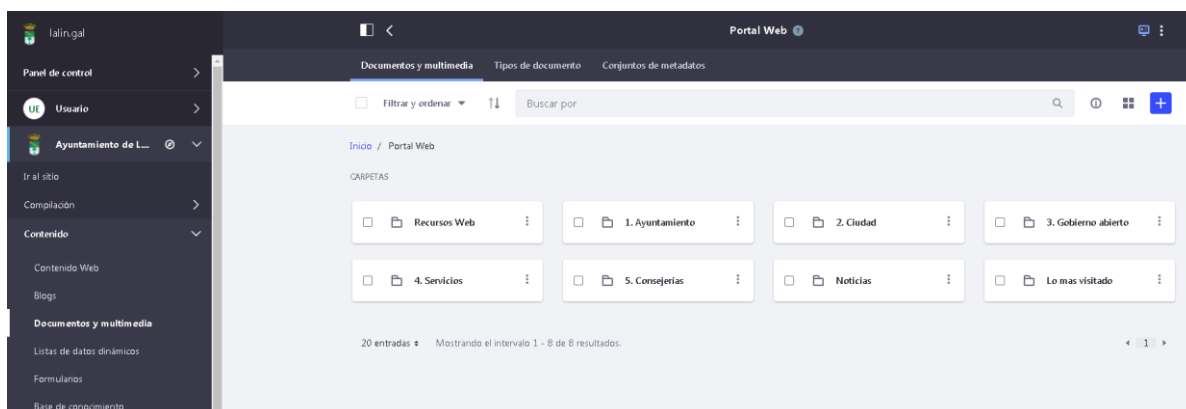 lalin.gal
Panel de control
UE Usuario
Ayuntamiento de L...
Ir al sitio
Compilación
Contenido
Contenido Web
Blogs
Documentos y multimedia
Listas de datos dinámicos
Formularios
Base de conocimiento
Portal Web
Documentos y multimedia Tipos de documento Conjuntos de metadatos
Filtrar y ordenar Buscar por
Inicio / Portal Web
CARPETAS
Recursos Web 1. Ayuntamiento 2. Ciudad 3. Gobierno abierto
4. Servicios 5. Consejerías Noticias Lo mas visitado
20 entradas Mostrando el intervalo 1 - 8 de 8 resultados. 1